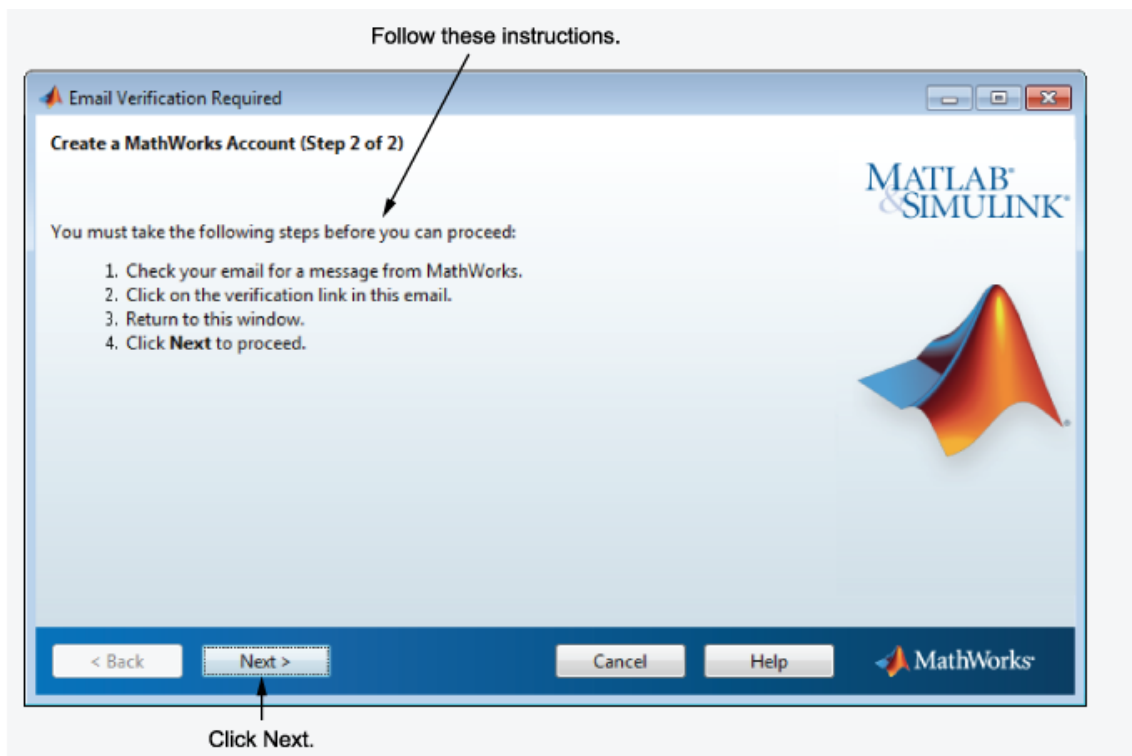 Follow these instructions.
Email Verification Required
Create a MathWorks Account (Step 2 of 2)
MATLAB®
&SIMULINK®
You must take the following steps before you can proceed:
1. Check your email for a message from MathWorks.
2. Click on the verification link in this email.
3. Return to this window.
4. Click Next to proceed.
®
< Back Next > Cancel Help MathWorks®
Click Next.